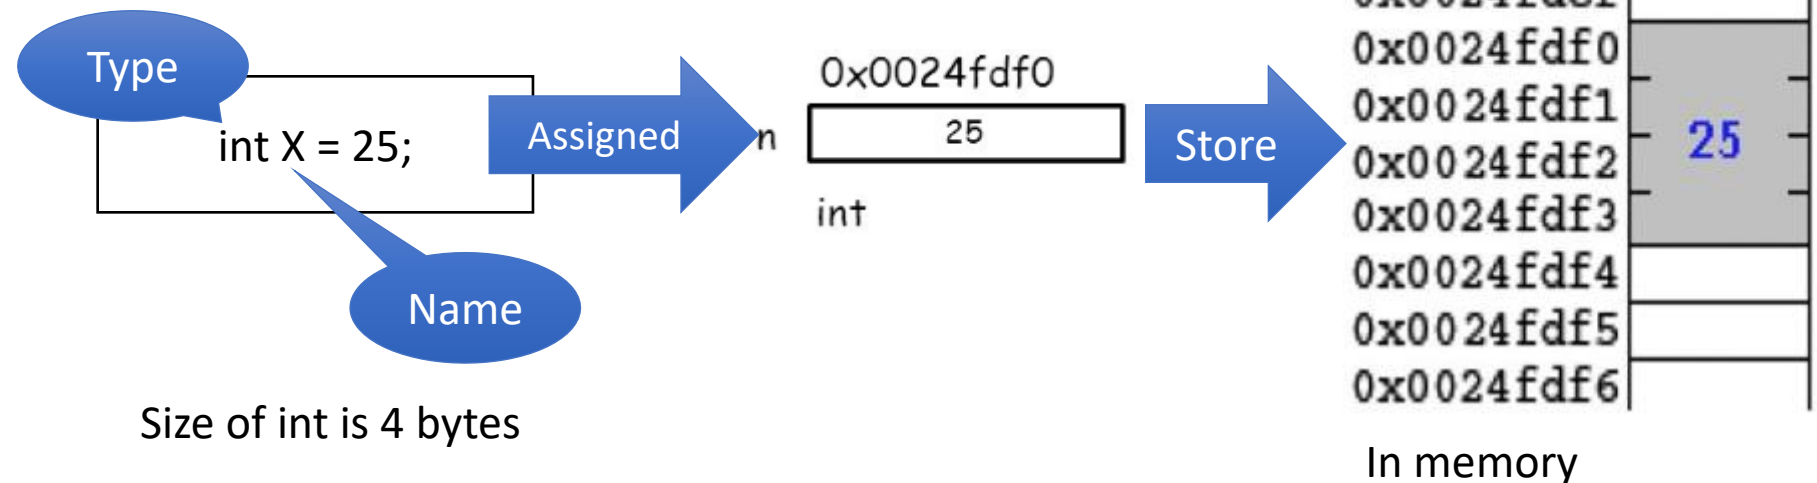 Type
int X = 25;
Name
Size of int is 4 bytes
Assigned
n
0x0024fdf0
25
int
Store
0x0024fdf0
0x0024fdf1
0x0024fdf2
0x0024fdf3
0x0024fdf4
0x0024fdf5
0x0024fdf6
25
In memory